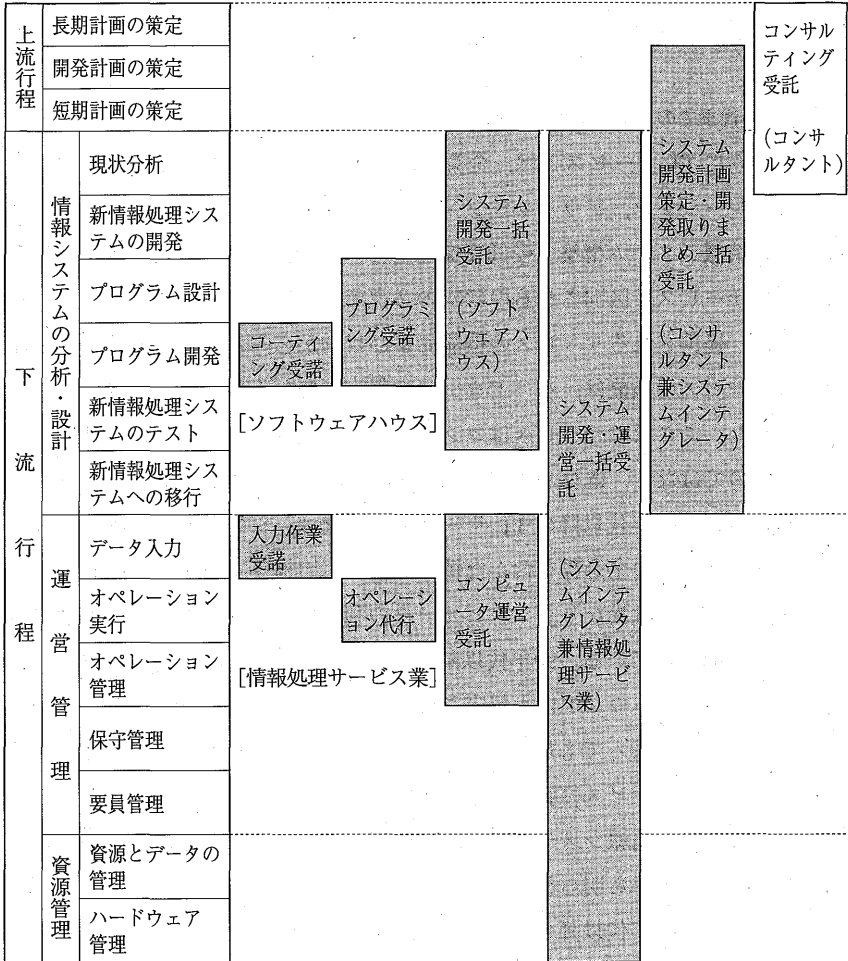 上流行程
長期計画の策定
開発計画の策定
短期計画の策定
下流行程
情報システムの分析・設計
現状分析
新情報処理シス
テムの開発
プログラム設計
プログラム開発
新情報処理シス
テムのテスト
新情報処理シス
テムへの移行
運営管理
データ入力
オペレーション
実行
オペレーション
管理
保守管理
要員管理
資源管理
資源とデータの
管理
ハードウェア
管理
コーティ
ング受諾
プログラミ
ング受諾
[ソフトウェアハウス]
入力作業
受諾
オペレーシ
ョン代行
[情報処理サービス業]
システム
開発一括
受託
(ソフト
ウェアハ
ウス)
コンピュ
ータ運営
受託
システム
開発・運
営一括受
託
(システ
ムインテ
グレータ
兼情報処
理サービ
ス業)
システム
開発計画
策定・開
発取りま
とめ一括
受託
(コンサ
ルタント
兼システ
ムインテ
グレータ)
コンサル
ティング
受託
(コンサ
ルタント)